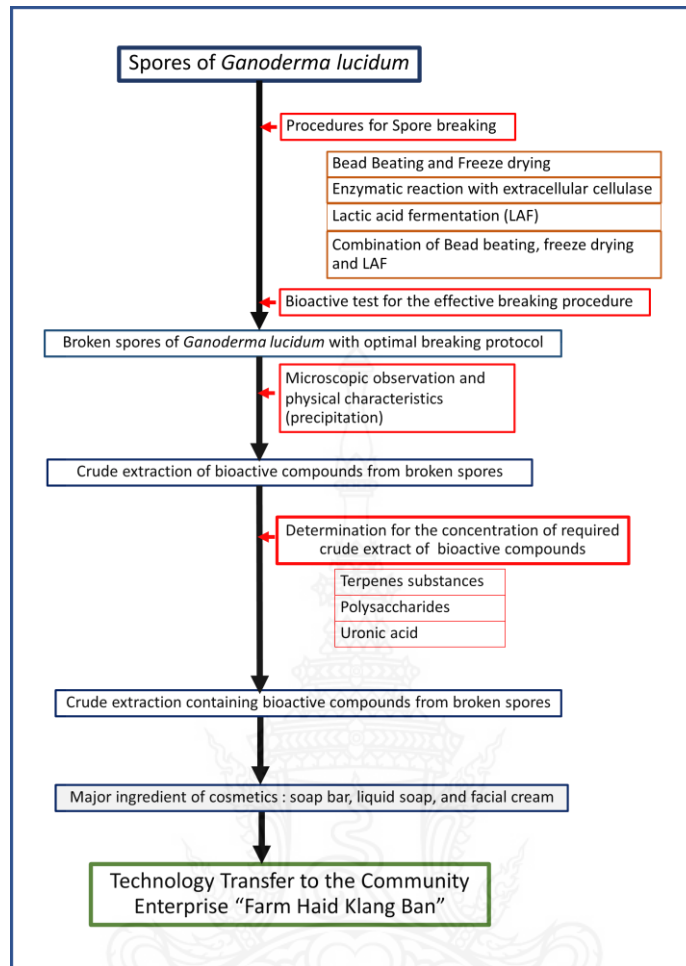 Spores of Ganoderma lucidum
Procedures for Spore breaking
Bead Beating and Freeze drying
Enzymatic reaction with extracellular cellulase
Lactic acid fermentation (LAF)
Combination of Bead beating, freeze drying
and LAF
Bioactive test for the effective breaking procedure
Broken spores of Ganoderma lucidum with optimal breaking protocol
Microscopic observation and
physical characteristics
(precipitation)
Crude extraction of bioactive compounds from broken spores
Determination for the concentration of required
crude extract of bioactive compounds
Terpenes substances
Polysaccharides
Uronic acid
Crude extraction containing bioactive compounds from broken spores
Major ingredient of cosmetics : soap bar, liquid soap, and facial cream
Technology Transfer to the Community
Enterprise “Farm Haid Klang Ban”